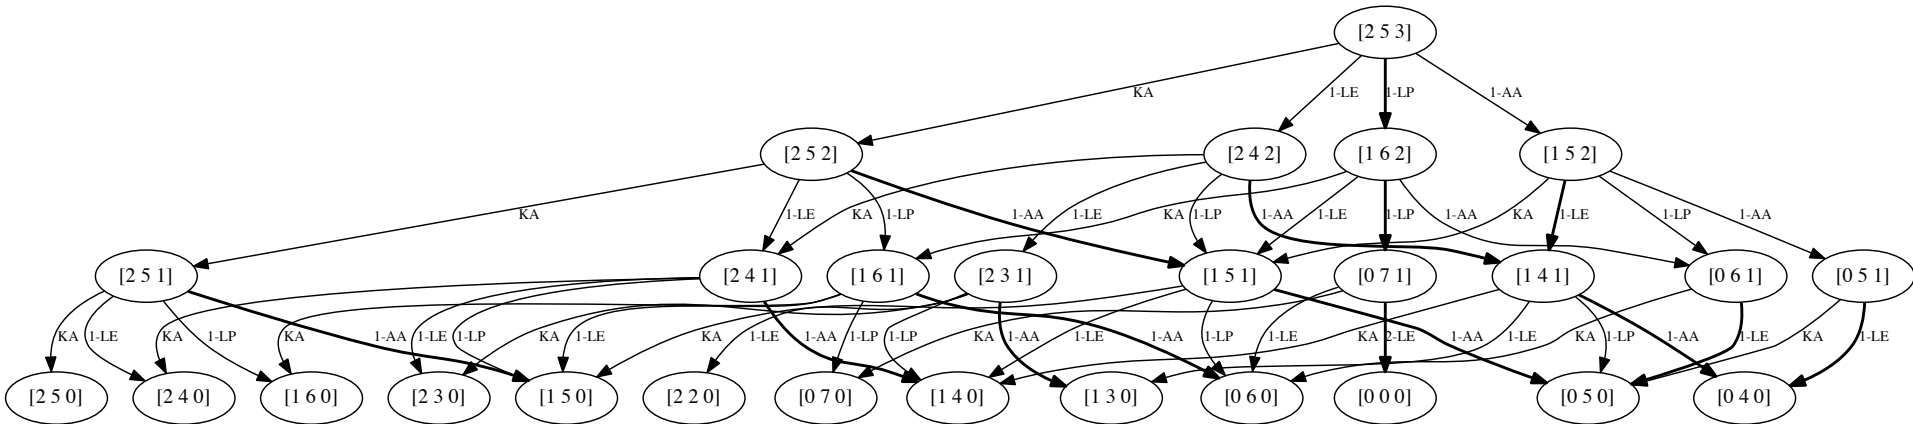 [2 5 3]
KA
1-LE
1-LP
1-AA
[2 5 2]
[2 4 2]
[1 6 2]
[1 5 2]
KA
1-LE
KA
1-LP
1-AA
1-LE
1-LP
1-AA
KA
1-LE
1-LP
1-AA
KA
1-LE
1-LP
1-AA
[2 5 1]
[2 4 1]
[1 6 1]
[2 3 1]
[1 5 1]
[0 7 1]
[1 4 1]
[0 6 1]
[0 5 1]
KA
1-LE
KA
1-LP
KA
1-AA
1-LE
1-LP
KA
1-LE
KA
1-LE
1-AA
1-LP
1-LP
KA
1-AA
1-LE
1-AA
1-LP
1-LE
KA
2-LE
1-AA
1-LE
KA
1-LP
1-AA
1-LE
KA
1-LE
[2 5 0]
[2 4 0]
[1 6 0]
[2 3 0]
[1 5 0]
[2 2 0]
[0 7 0]
[1 4 0]
[1 3 0]
[0 6 0]
[0 0 0]
[0 5 0]
[0 4 0]